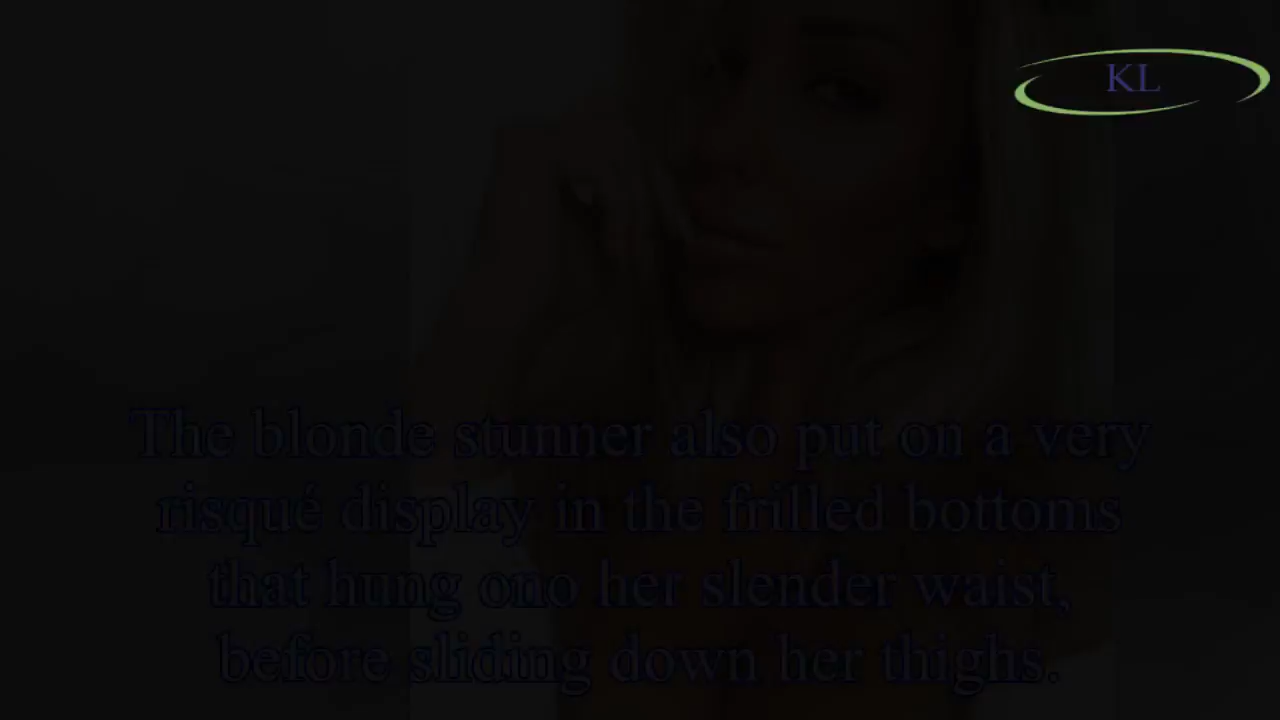 KL
The blonde stunner also put on a very
risqué display in the frilled bottoms
that hung ono her slender waist,
before sliding down her thighs.